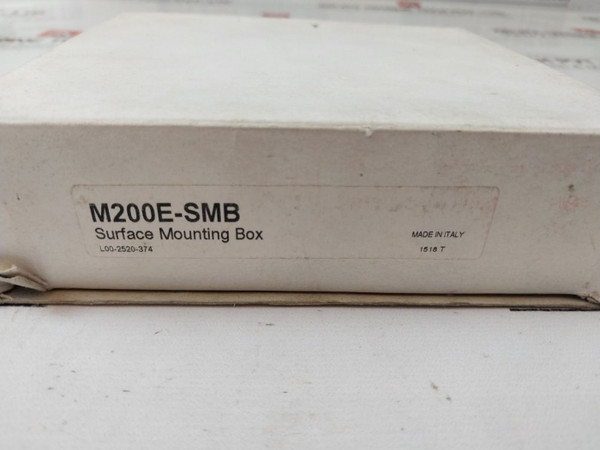 M200E-SMB
Surface Mounting Box
L00-2520-374
MADE IN ITALY
1518 T